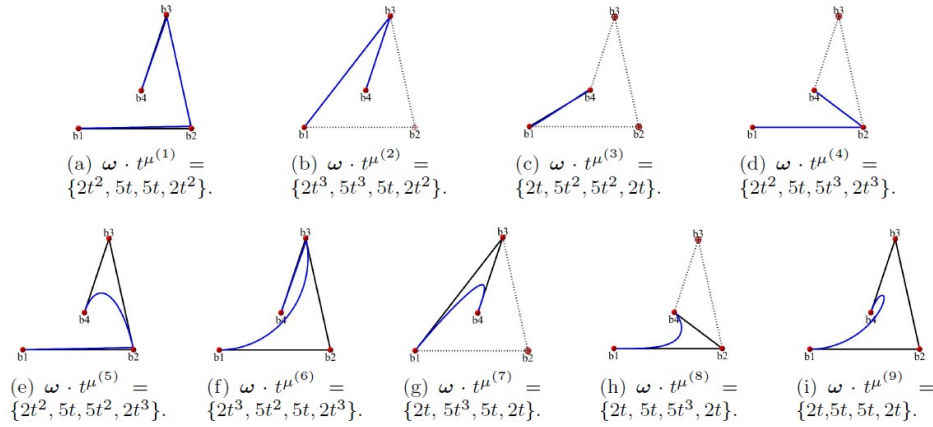 b3 b3 b3 b3
b4 b4 b4 b4
b1 b2 b1 b2 b1 b2 b1 b2
(a) ω · t^{μ^{(1)}} = (b) ω · t^{μ^{(2)}} = (c) ω · t^{μ^{(3)}} = (d) ω · t^{μ^{(4)}} =
{2t^2, 5t, 5t, 2t^2}. {2t^3, 5t^3, 5t, 2t^2}. {2t, 5t^2, 5t^2, 2t}. {2t^2, 5t, 5t^3, 2t^3}.
b3 b3 b3 b3 b3
b4 b4 b4 b4 b4
b1 b2 b1 b2 b1 b2 b1 b2 b1 b2
(e) ω · t^{μ^{(5)}} = (f) ω · t^{μ^{(6)}} = (g) ω · t^{μ^{(7)}} = (h) ω · t^{μ^{(8)}} = (i) ω · t^{μ^{(9)}} =
{2t^2, 5t, 5t^2, 2t^3}. {2t^3, 5t^2, 5t, 2t^3}. {2t, 5t^3, 5t, 2t}. {2t, 5t, 5t^3, 2t}. {2t,5t, 5t, 2t}.